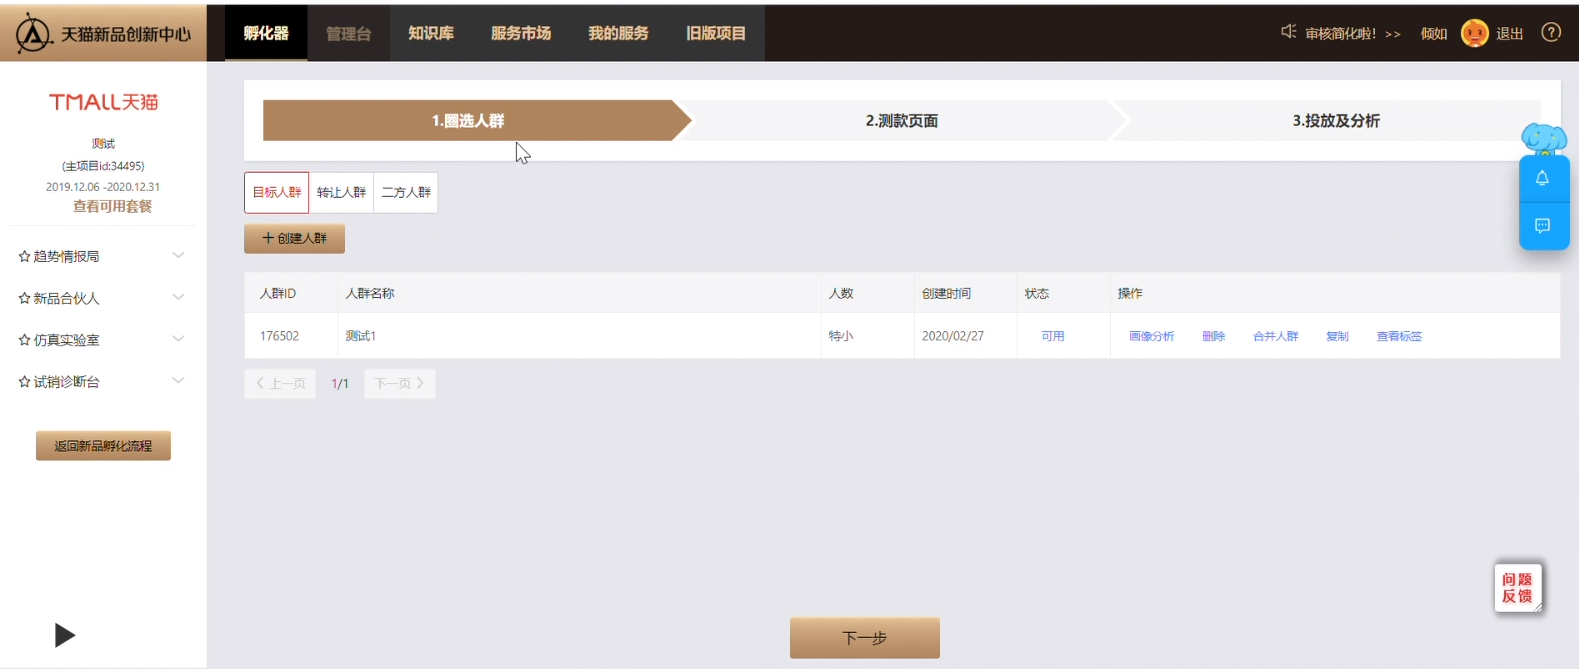 天猫新品创新中心
孵化器 管理台 知识库 服务市场 我的服务 旧版项目
审核简化啦! >> 倾如 退出 ?
TMALL天猫
测试
(主项目id:34495)
2019.12.06 -2020.12.31
查看可用套餐
趋势情报局
新品合伙人
仿真实验室
试销诊断台
返回新品孵化流程
1.圈选人群 2.测款页面 3.投放及分析
目标人群 转让人群 二方人群
+ 创建人群
人群ID 人群名称 人数 创建时间 状态 操作
176502 测试1 特小 2020/02/27 可用 画像分析 删除 合并人群 复制 查看标签
< 上一页 1/1 下一页 >
问题
反馈
下一步